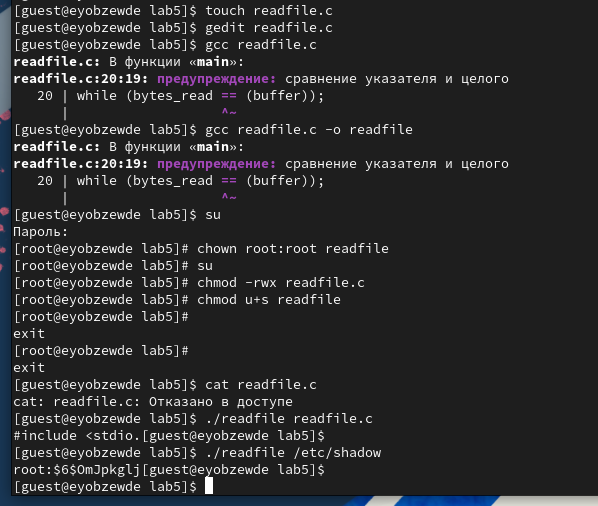 [guest@eyobzewde lab5]$ touch readfile.c
[guest@eyobzewde lab5]$ gedit readfile.c
[guest@eyobzewde lab5]$ gcc readfile.c
readfile.c: В функции «main»:
readfile.c:20:19: предупреждение: сравнение указателя и целого
20 | while (bytes_read == (buffer));
| ^~
[guest@eyobzewde lab5]$ gcc readfile.c -o readfile
readfile.c: В функции «main»:
readfile.c:20:19: предупреждение: сравнение указателя и целого
20 | while (bytes_read == (buffer));
| ^~
[guest@eyobzewde lab5]$ su
Пароль:
[root@eyobzewde lab5]# chown root:root readfile
[root@eyobzewde lab5]# su
[root@eyobzewde lab5]# chmod -rwx readfile.c
[root@eyobzewde lab5]# chmod u+s readfile
[root@eyobzewde lab5]#
exit
[root@eyobzewde lab5]#
exit
[guest@eyobzewde lab5]$ cat readfile.c
cat: readfile.c: Отказано в доступе
[guest@eyobzewde lab5]$ ./readfile readfile.c
#include <stdio.[guest@eyobzewde lab5]$
[guest@eyobzewde lab5]$ ./readfile /etc/shadow
root:$6$OmJpkglj[guest@eyobzewde lab5]$
[guest@eyobzewde lab5]$